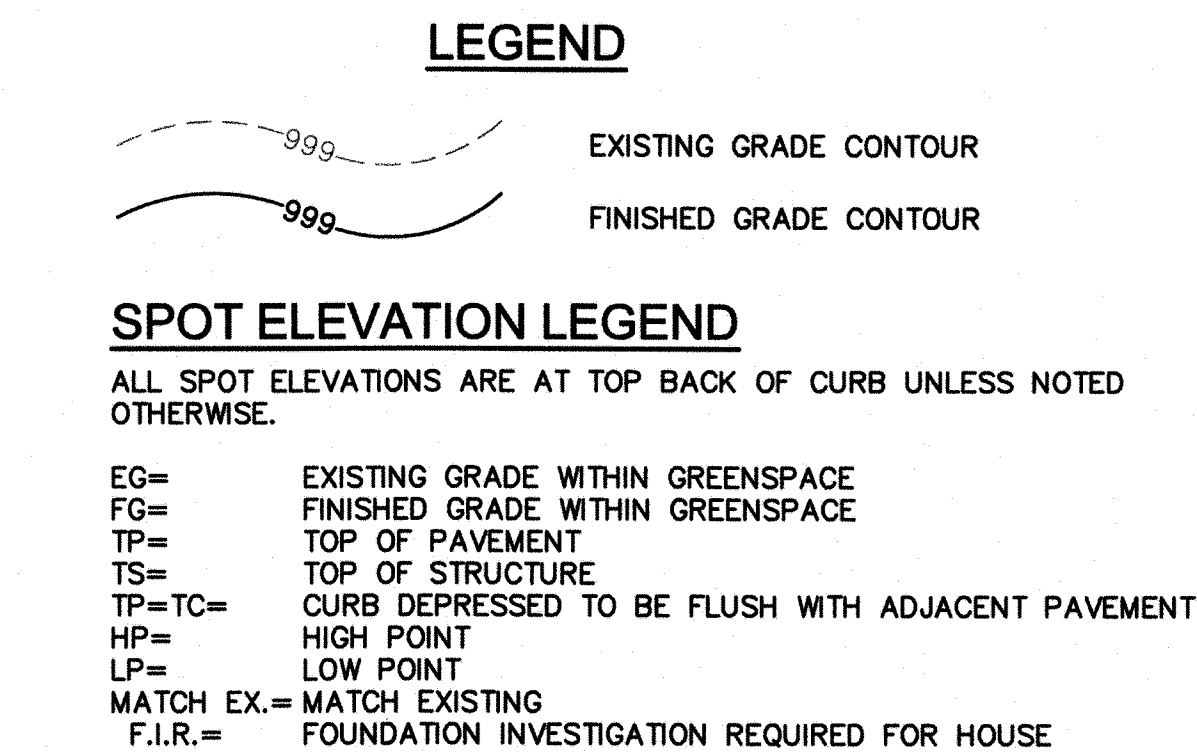 LEGEND
999
EXISTING GRADE CONTOUR
999
FINISHED GRADE CONTOUR
SPOT ELEVATION LEGEND
ALL SPOT ELEVATIONS ARE AT TOP BACK OF CURB UNLESS NOTED
OTHERWISE.
EG= EXISTING GRADE WITHIN GREENSPACE
FG= FINISHED GRADE WITHIN GREENSPACE
TP= TOP OF PAVEMENT
TS= TOP OF STRUCTURE
TP=TC= CURB DEPRESSED TO BE FLUSH WITH ADJACENT PAVEMENT
HP= HIGH POINT
LP= LOW POINT
MATCH EX.= MATCH EXISTING
F.I.R.= FOUNDATION INVESTIGATION REQUIRED FOR HOUSE